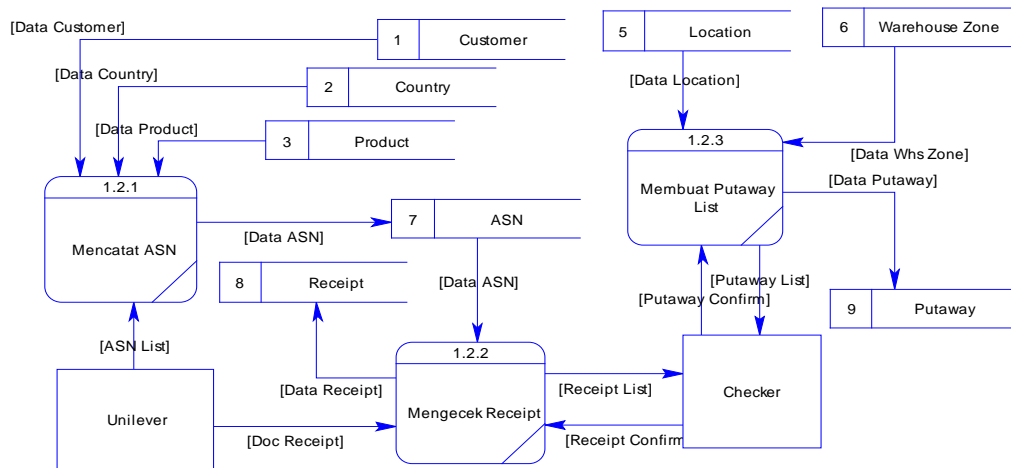 [Data Customer]
1 Customer
5 Location
6 Warehouse Zone
[Data Country]
2 Country
[Data Location]
[Data Product]
3 Product
1.2.3
[Data Whs Zone]
1.2.1
Membuat Putaway
List
[Data Putaway]
7 ASN
Mencatat ASN
[Data ASN]
8 Receipt
[Data ASN]
[Putaway List]
[Putaway Confirm]
9 Putaway
[ASN List]
1.2.2
[Data Receipt]
[Receipt List]
Checker
Unilever
Mengecek Receipt
[Doc Receipt]
[Receipt Confirm